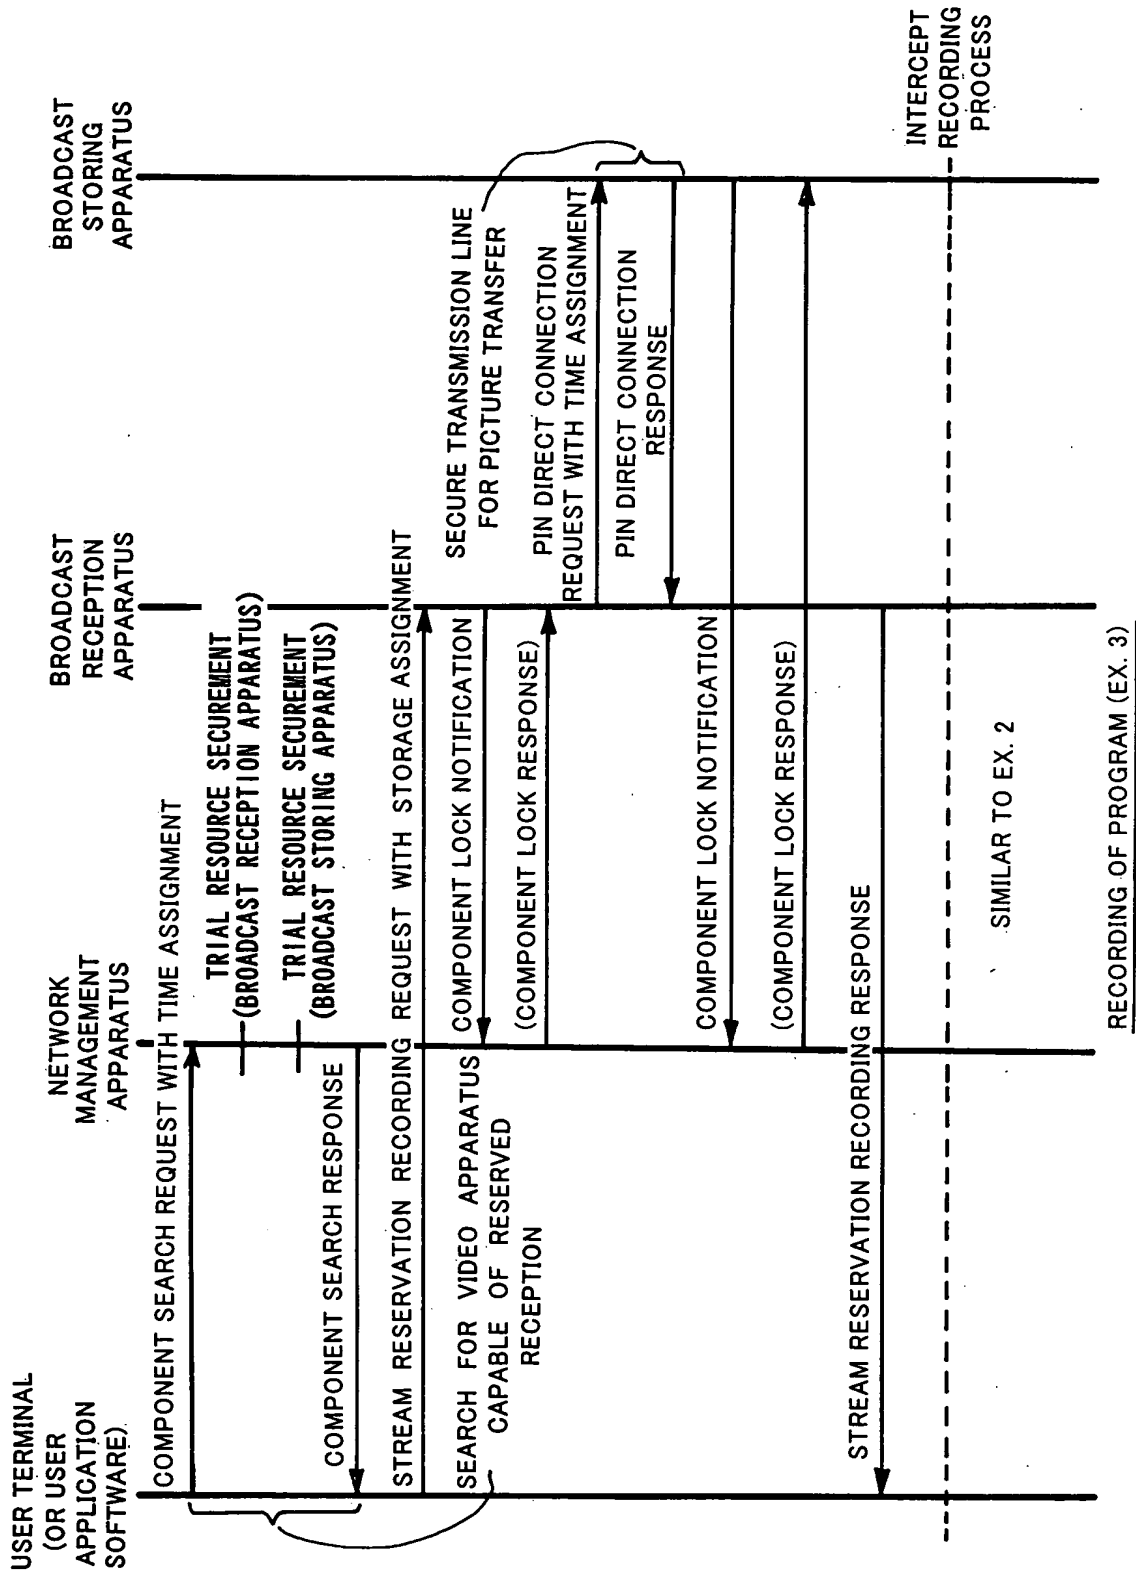 USER TERMINAL
(OR USER
APPLICATION
SOFTWARE)
NETWORK
MANAGEMENT
APPARATUS
BROADCAST
RECEPTION
APPARATUS
BROADCAST
STORING
APPARATUS
COMPONENT SEARCH REQUEST WITH TIME ASSIGNMENT
TRIAL RESOURCE SECUREMENT
(BROADCAST RECEPTION APPARATUS)
TRIAL RESOURCE SECUREMENT
(BROADCAST STORING APPARATUS)
COMPONENT SEARCH RESPONSE
STREAM RESERVATION RECORDING REQUEST WITH STORAGE ASSIGNMENT
SEARCH FOR VIDEO APPARATUS
CAPABLE OF RESERVED
RECEPTION
COMPONENT LOCK NOTIFICATION
(COMPONENT LOCK RESPONSE)
SECURE TRANSMISSION LINE
FOR PICTURE TRANSFER
PIN DIRECT CONNECTION
REQUEST WITH TIME ASSIGNMENT
PIN DIRECT CONNECTION
RESPONSE
COMPONENT LOCK NOTIFICATION
(COMPONENT LOCK RESPONSE)
STREAM RESERVATION RECORDING RESPONSE
INTERCEPT
RECORDING
PROCESS
SIMILAR TO EX. 2
RECORDING OF PROGRAM (EX. 3)